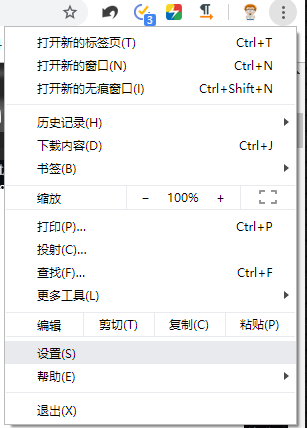 3
打开新的标签页(T) Ctrl+T
打开新的窗口(N) Ctrl+N
打开新的无痕窗口(I) Ctrl+Shift+N
历史记录(H)
下载内容(D) Ctrl+J
书签(B)
缩放 − 100% +
打印(P)... Ctrl+P
投射(C)...
查找(F)... Ctrl+F
更多工具(L)
编辑 剪切(T) 复制(C) 粘贴(P)
设置(S)
帮助(E)
退出(X)